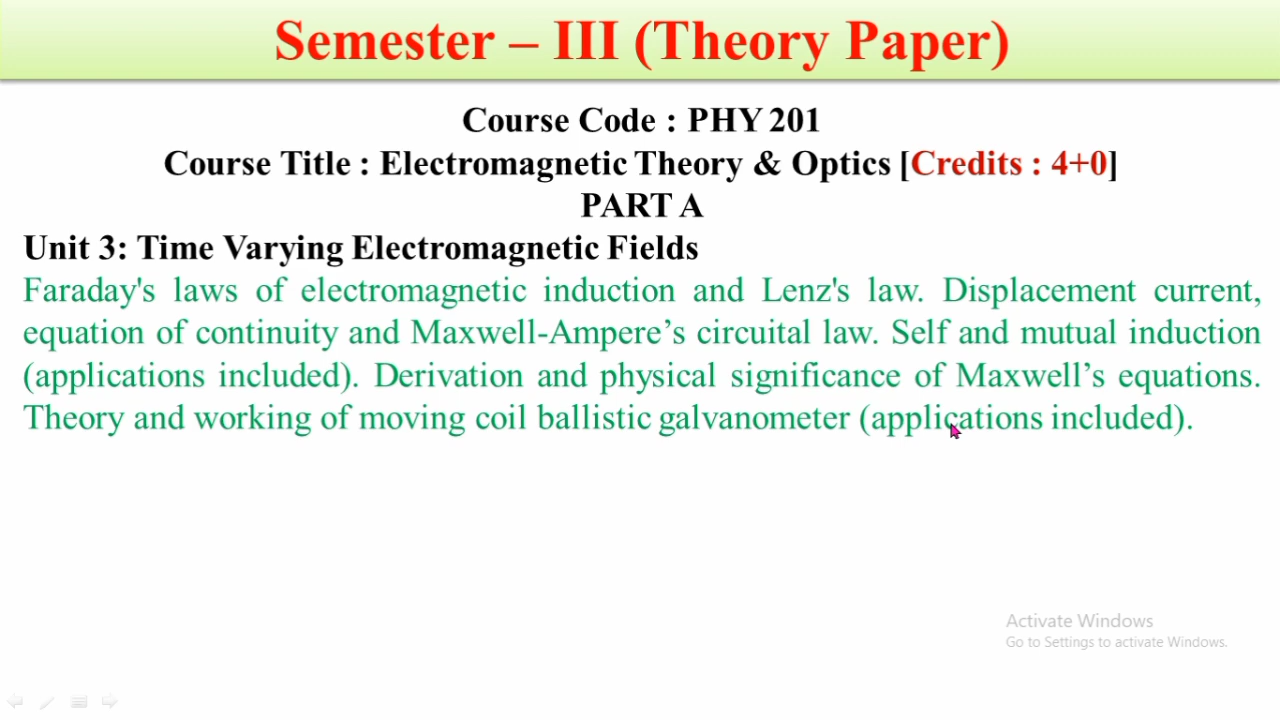 Semester – III (Theory Paper)
Course Code : PHY 201
Course Title : Electromagnetic Theory & Optics [Credits : 4+0]
PART A
Unit 3: Time Varying Electromagnetic Fields
Faraday's laws of electromagnetic induction and Lenz's law. Displacement current,
equation of continuity and Maxwell-Ampere’s circuital law. Self and mutual induction
(applications included). Derivation and physical significance of Maxwell’s equations.
Theory and working of moving coil ballistic galvanometer (applications included).
Activate Windows
Go to Settings to activate Windows.